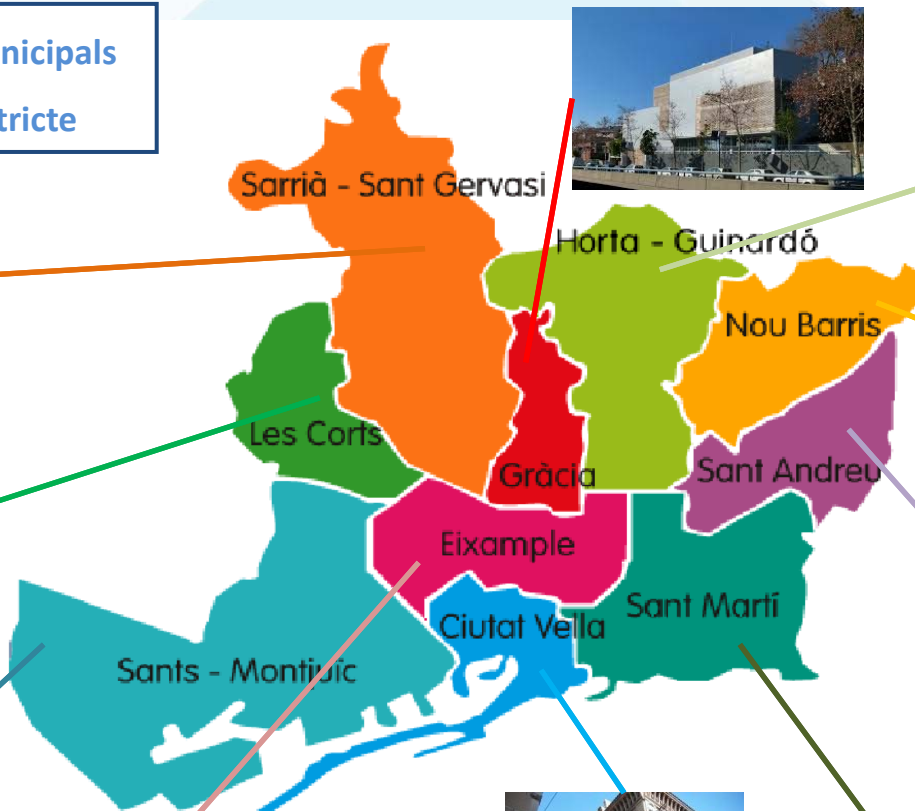 nicipals
tricte
Sarrià - Sant Gervasi
Horta - Guinardó
Nou Barris
Les Corts
Gràcia
Sant Andreu
Eixample
Ciutat Vella
Sant Martí
Sants - Montjuïc